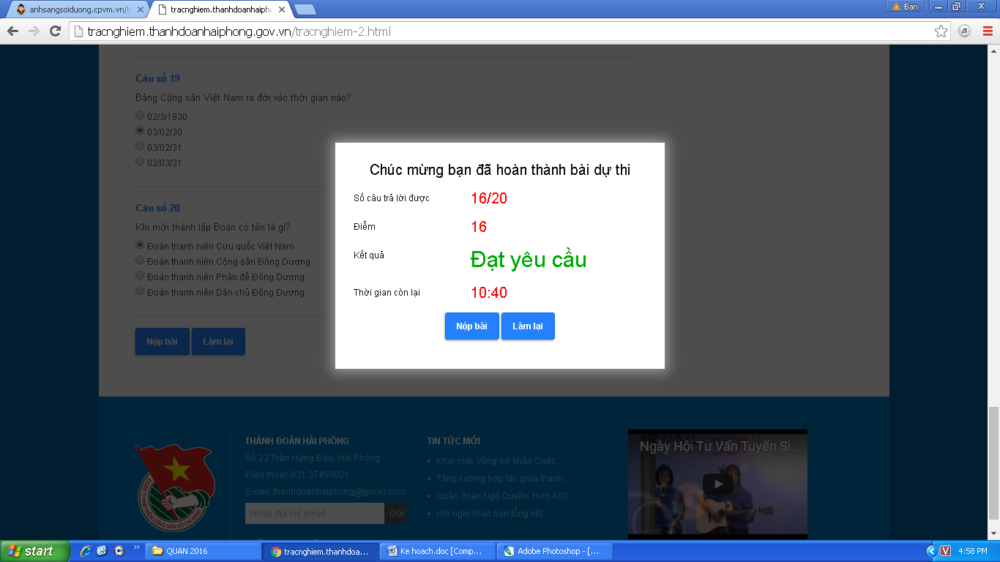 anhsangsoiduong.cpvm.vn/t
tracnghiem.thanhdoanhaiph
Ban
tracnghiem.thanhdoanhaiphong.gov.vn/tracnghiem-2.html
Câu số 19
Đảng Cộng sản Việt Nam ra đời vào thời gian nào?
02/3/1930
03/02/30
03/02/31
02/03/31
Câu số 20
Khi mới thành lập Đoàn có tên là gì?
Đoàn thanh niên Cứu quốc Việt Nam
Đoàn thanh niên Cộng sản Đông Dương
Đoàn thanh niên Phản đế Đông Dương
Đoàn thanh niên Dân chủ Đông Dương
Nộp bài Làm lại
Chúc mừng bạn đã hoàn thành bài dự thi
Số câu trả lời được 16/20
Điểm 16
Kết quả Đạt yêu cầu
Thời gian còn lại 10:40
Nộp bài Làm lại
ĐOÀN THANH NIÊN CỘNG SẢN HỒ CHÍ MINH
THÀNH ĐOÀN HẢI PHÒNG
Số 22 Trần Hưng Đạo, Hải Phòng
Điện thoại: 031.37450001
Email: thanhdoanhaiphong@gmail.com
Nhập địa chỉ email Gửi
TIN TỨC MỚI
Khai mạc Vòng sơ khảo Cuộc...
Tăng cường hợp tác giữa thanh...
Quận đoàn Ngô Quyền: Hơn 400...
Hội nghị Giao ban tổng kết...
Ngày Hội Tư Vấn Tuyển Si...
start
QUAN 2016
tracnghiem.thanhdoa...
Ke hoach.doc [Comp...
Adobe Photoshop - [...
V
4:58 PM